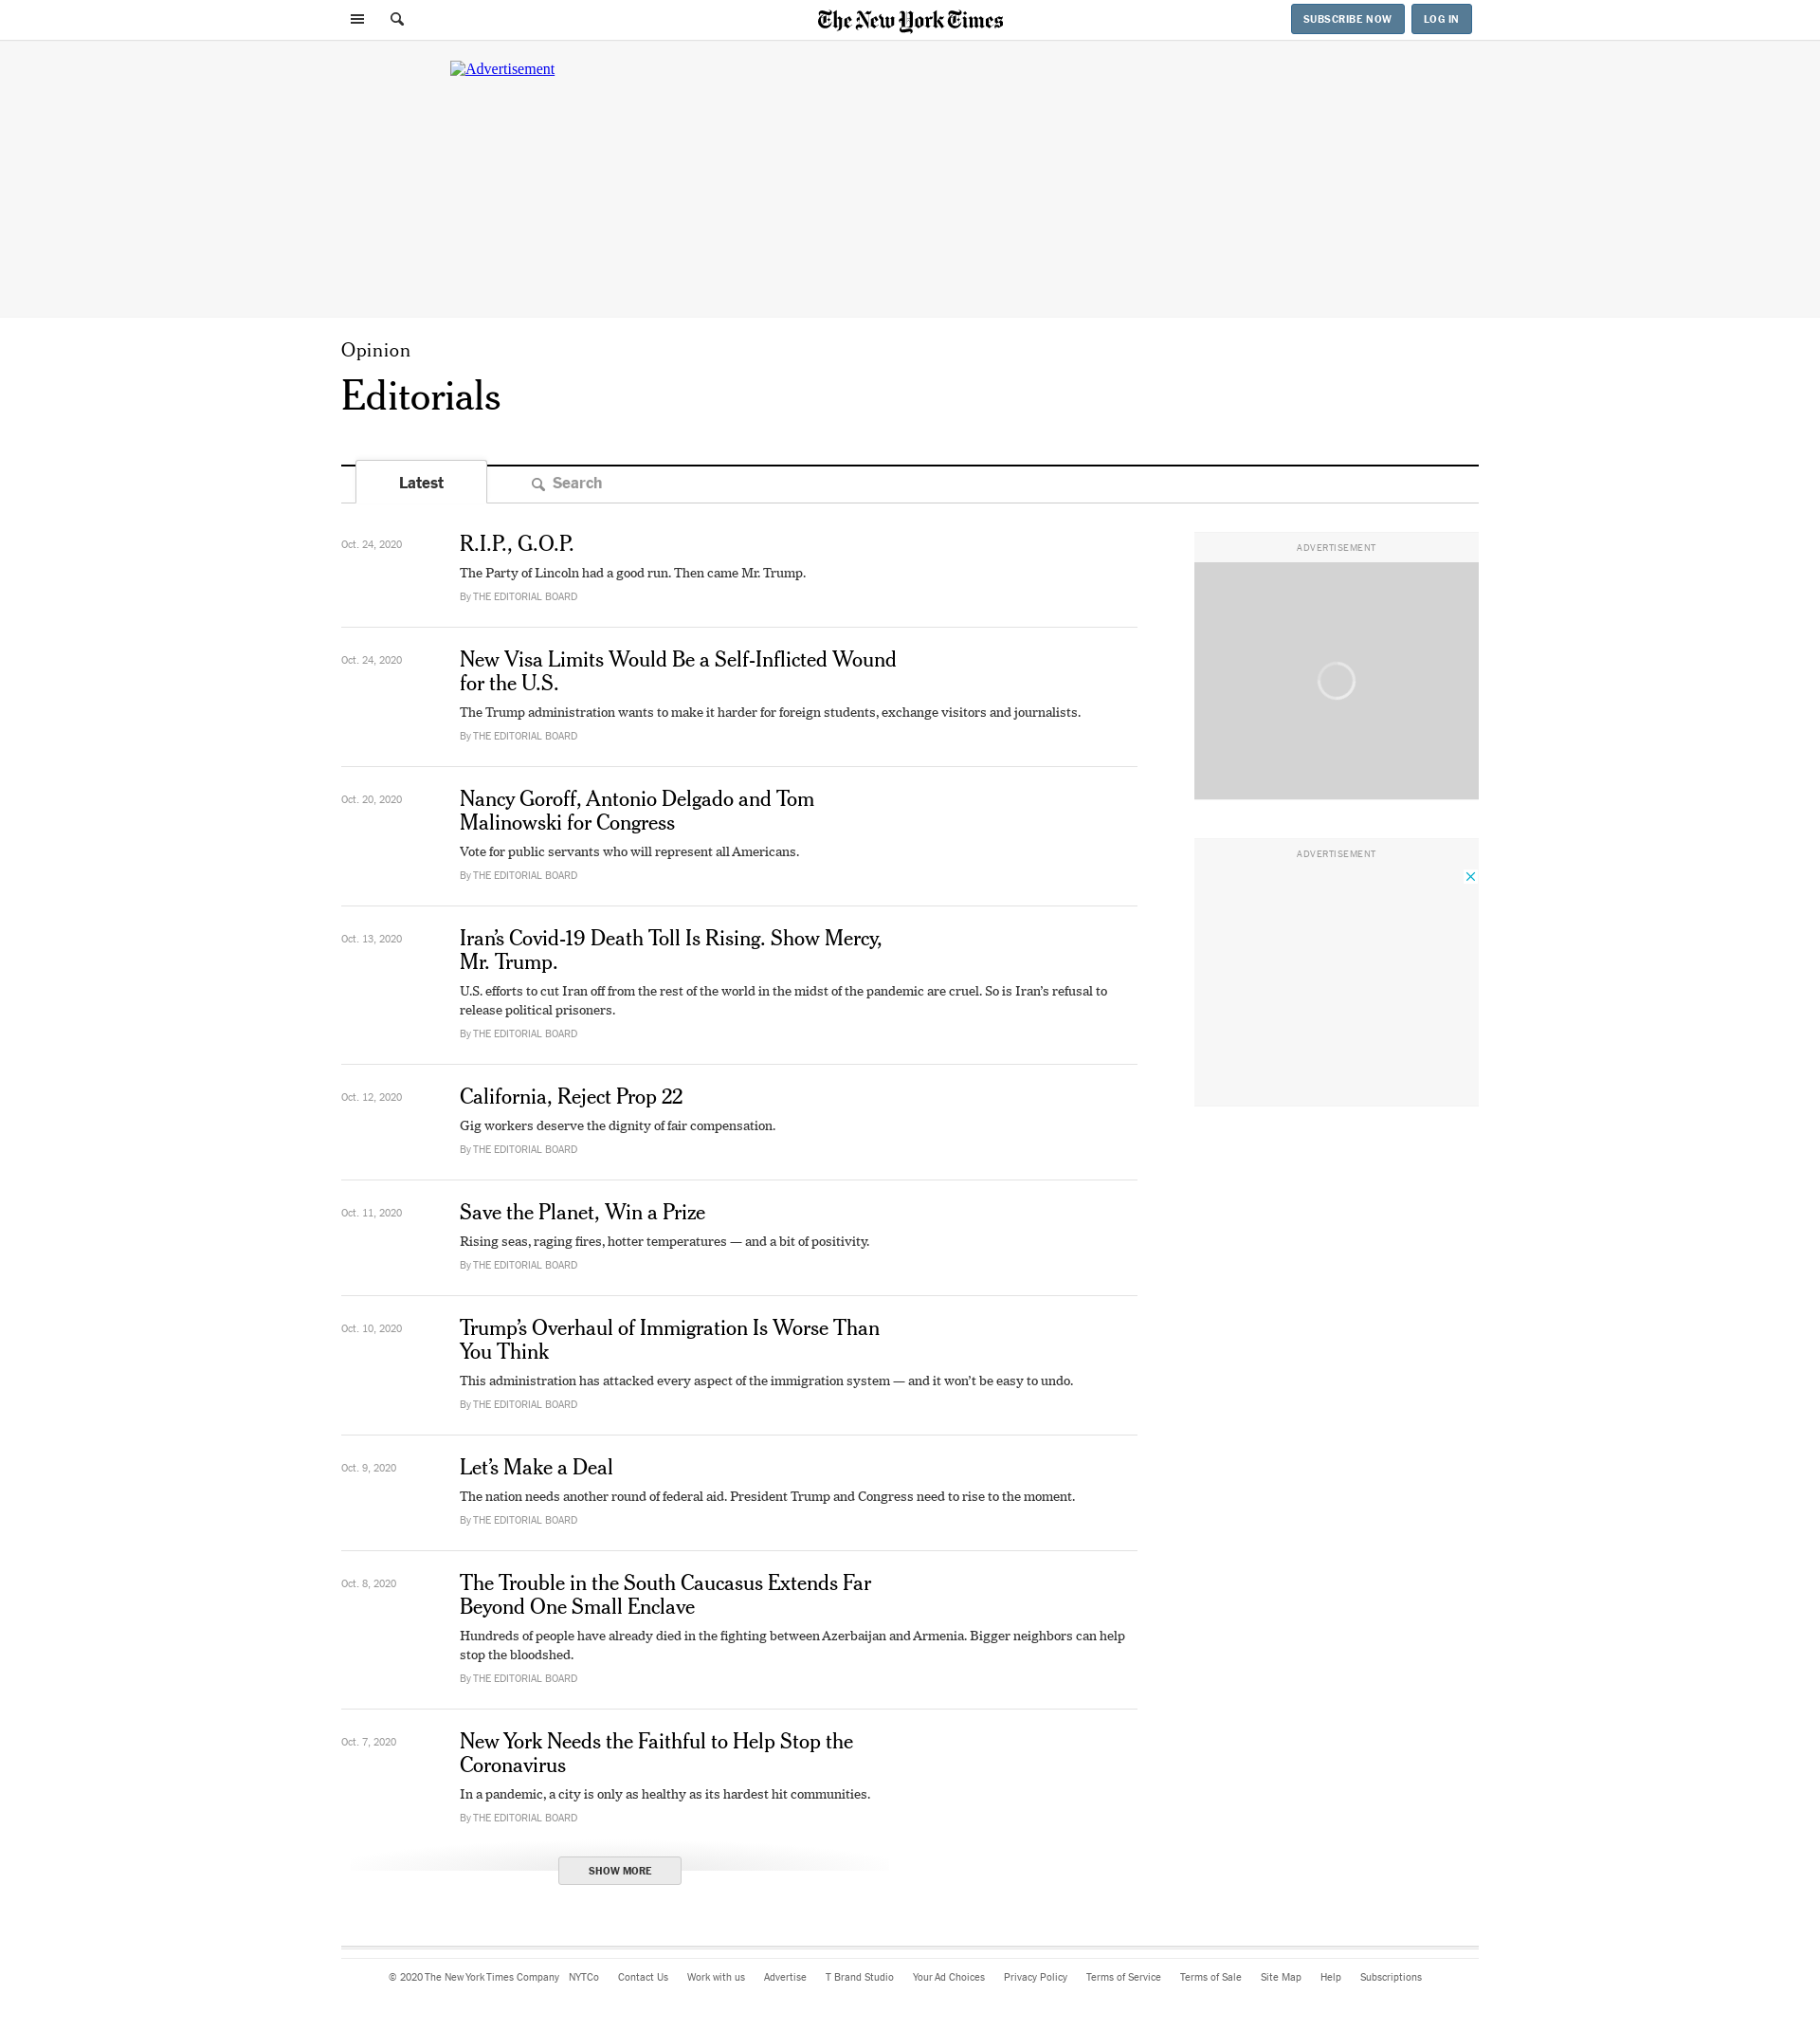 The New York Times
SUBSCRIBE NOW
LOG IN
Advertisement
Opinion
Editorials
Latest
Search
Oct. 24, 2020
R.I.P., G.O.P.
The Party of Lincoln had a good run. Then came Mr. Trump.
By THE EDITORIAL BOARD
ADVERTISEMENT
Oct. 24, 2020
New Visa Limits Would Be a Self-Inflicted Wound
for the U.S.
The Trump administration wants to make it harder for foreign students, exchange visitors and journalists.
By THE EDITORIAL BOARD
Oct. 20, 2020
Nancy Goroff, Antonio Delgado and Tom
Malinowski for Congress
Vote for public servants who will represent all Americans.
By THE EDITORIAL BOARD
ADVERTISEMENT
Oct. 13, 2020
Iran’s Covid-19 Death Toll Is Rising. Show Mercy,
Mr. Trump.
U.S. efforts to cut Iran off from the rest of the world in the midst of the pandemic are cruel. So is Iran’s refusal to
release political prisoners.
By THE EDITORIAL BOARD
Oct. 12, 2020
California, Reject Prop 22
Gig workers deserve the dignity of fair compensation.
By THE EDITORIAL BOARD
Oct. 11, 2020
Save the Planet, Win a Prize
Rising seas, raging fires, hotter temperatures — and a bit of positivity.
By THE EDITORIAL BOARD
Oct. 10, 2020
Trump’s Overhaul of Immigration Is Worse Than
You Think
This administration has attacked every aspect of the immigration system — and it won’t be easy to undo.
By THE EDITORIAL BOARD
Oct. 9, 2020
Let’s Make a Deal
The nation needs another round of federal aid. President Trump and Congress need to rise to the moment.
By THE EDITORIAL BOARD
Oct. 8, 2020
The Trouble in the South Caucasus Extends Far
Beyond One Small Enclave
Hundreds of people have already died in the fighting between Azerbaijan and Armenia. Bigger neighbors can help
stop the bloodshed.
By THE EDITORIAL BOARD
Oct. 7, 2020
New York Needs the Faithful to Help Stop the
Coronavirus
In a pandemic, a city is only as healthy as its hardest hit communities.
By THE EDITORIAL BOARD
SHOW MORE
© 2020 The New York Times Company NYTCo Contact Us Work with us Advertise T Brand Studio Your Ad Choices Privacy Policy Terms of Service Terms of Sale Site Map Help Subscriptions